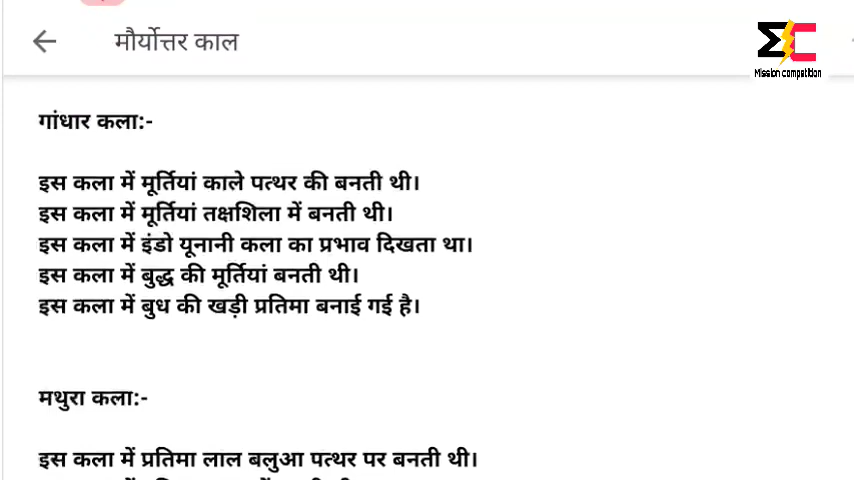 मौर्योत्तर काल
Mission competition
गांधार कला:-
इस कला में मूर्तियां काले पत्थर की बनती थी।
इस कला में मूर्तियां तक्षशिला में बनती थी।
इस कला में इंडो यूनानी कला का प्रभाव दिखता था।
इस कला में बुद्ध की मूर्तियां बनती थी।
इस कला में बुध की खड़ी प्रतिमा बनाई गई है।
मथुरा कला:-
इस कला में प्रतिमा लाल बलुआ पत्थर पर बनती थी।